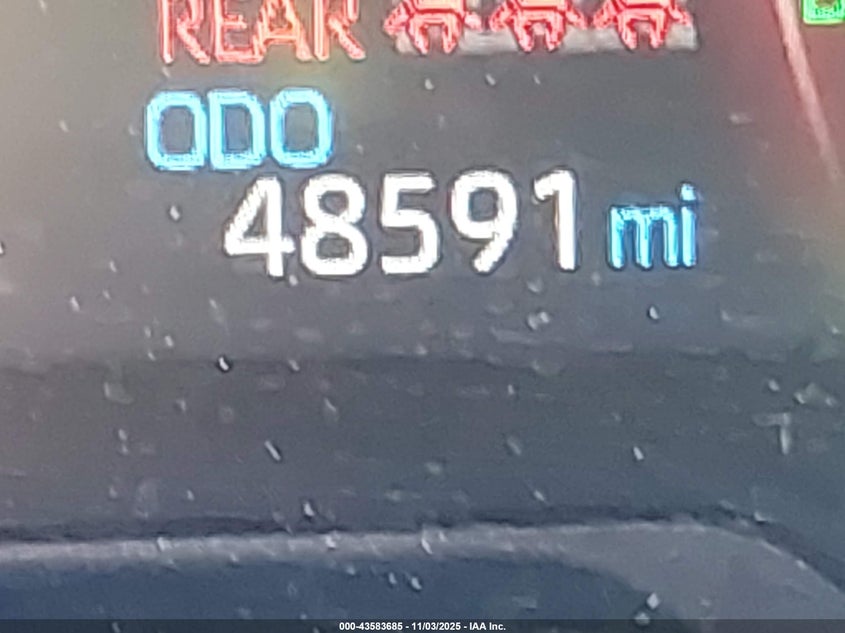 REAR
ODO
48591 mi
000-43583685 - 11/03/2025 - IAA Inc.